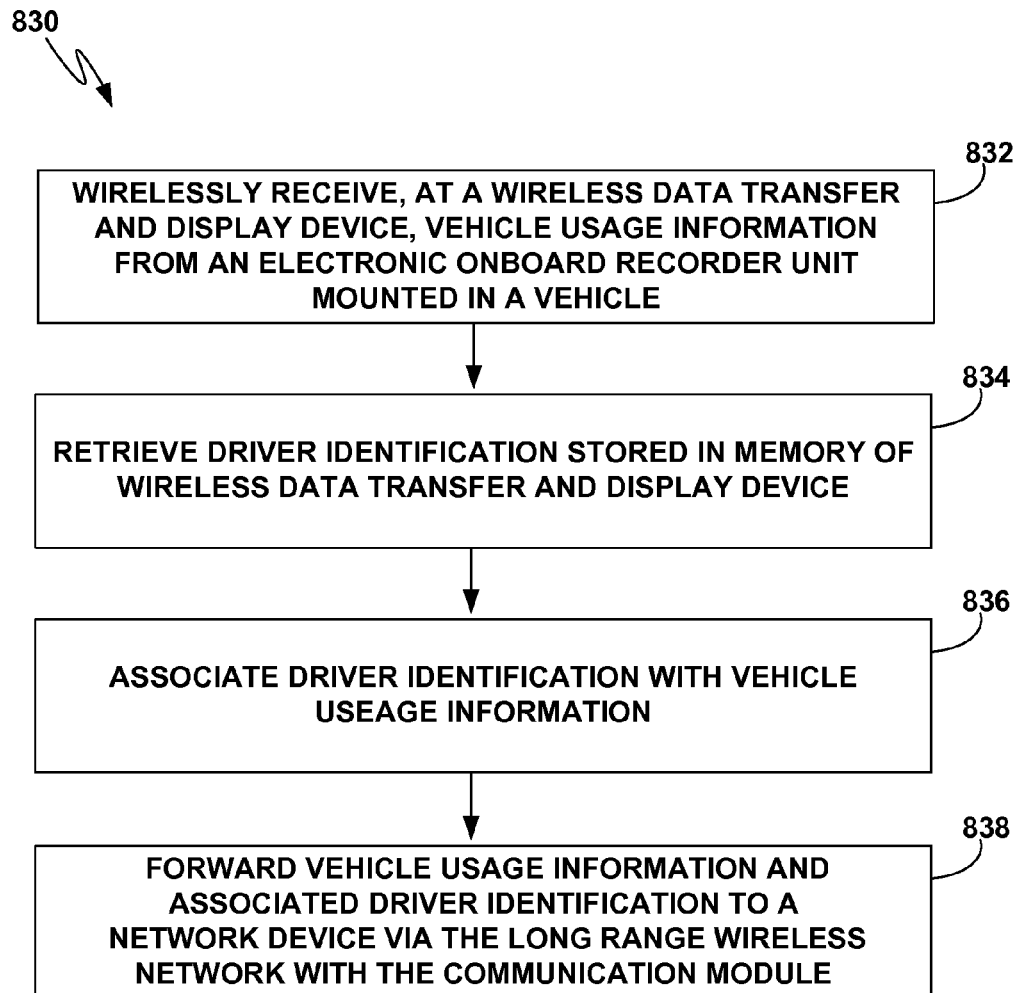 830
832
WIRELESSLY RECEIVE, AT A WIRELESS DATA TRANSFER
AND DISPLAY DEVICE, VEHICLE USAGE INFORMATION
FROM AN ELECTRONIC ONBOARD RECORDER UNIT
MOUNTED IN A VEHICLE
834
RETRIEVE DRIVER IDENTIFICATION STORED IN MEMORY OF
WIRELESS DATA TRANSFER AND DISPLAY DEVICE
836
ASSOCIATE DRIVER IDENTIFICATION WITH VEHICLE
USEAGE INFORMATION
838
FORWARD VEHICLE USAGE INFORMATION AND
ASSOCIATED DRIVER IDENTIFICATION TO A
NETWORK DEVICE VIA THE LONG RANGE WIRELESS
NETWORK WITH THE COMMUNICATION MODULE